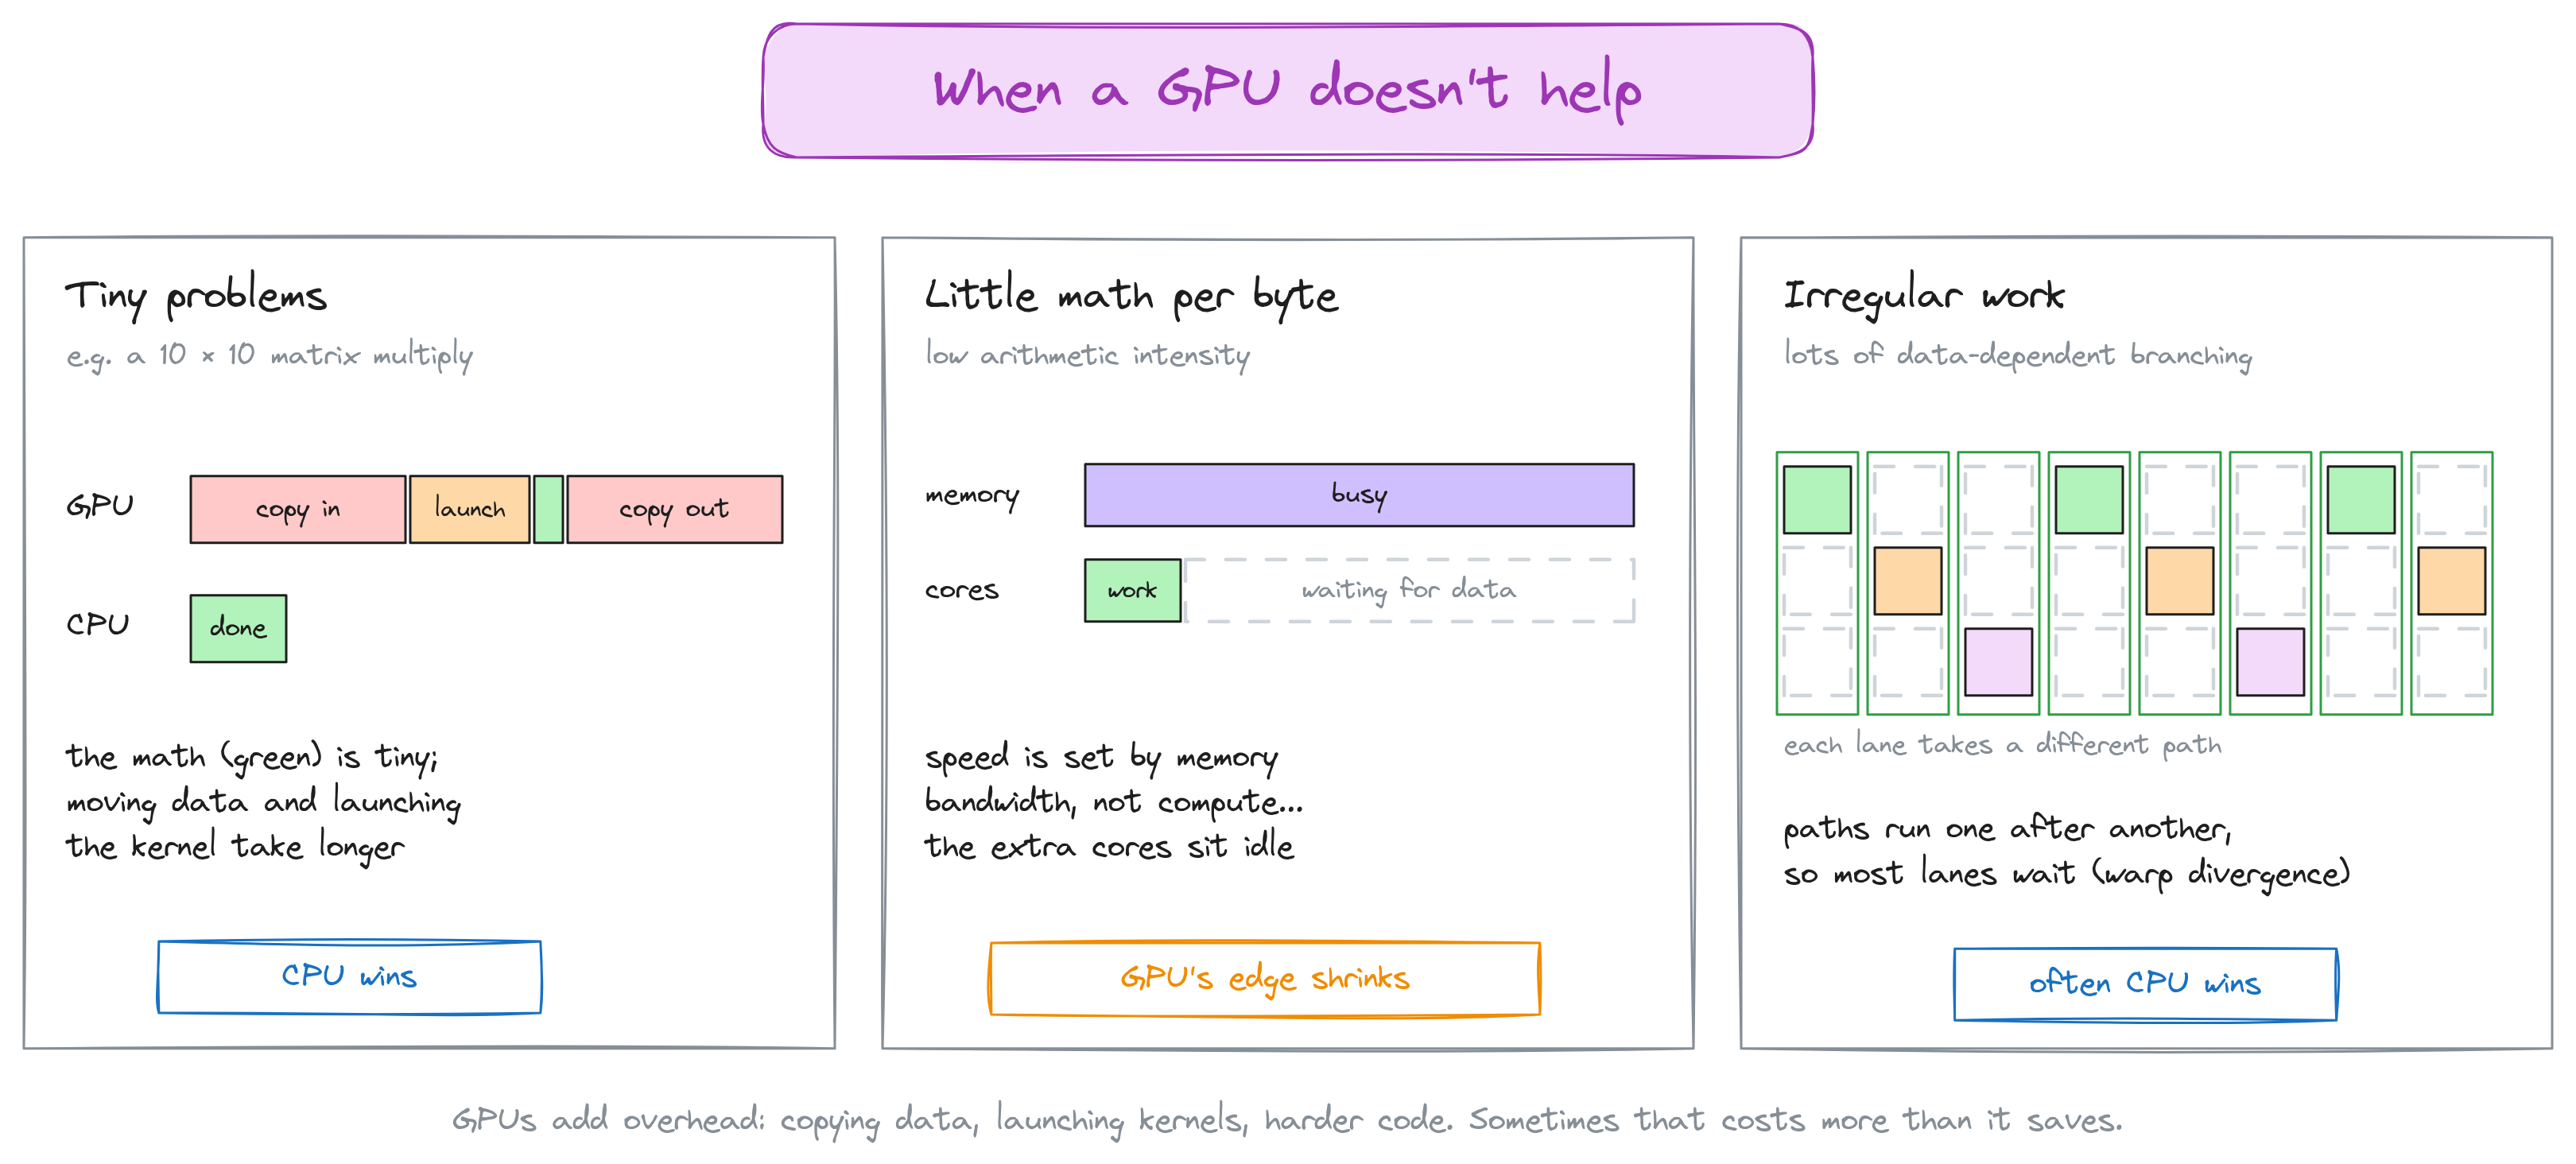 When a GPU doesn't help
Tiny problems
e.g. a 10 × 10 matrix multiply
GPU
copy in
launch
copy out
CPU
done
the math (green) is tiny;
moving data and launching
the kernel take longer
CPU wins
Little math per byte
low arithmetic intensity
memory
busy
cores
work
waiting for data
speed is set by memory
bandwidth, not compute...
the extra cores sit idle
GPU's edge shrinks
Irregular work
lots of data-dependent branching
each lane takes a different path
paths run one after another,
so most lanes wait (warp divergence)
often CPU wins
GPUs add overhead: copying data, launching kernels, harder code. Sometimes that costs more than it saves.